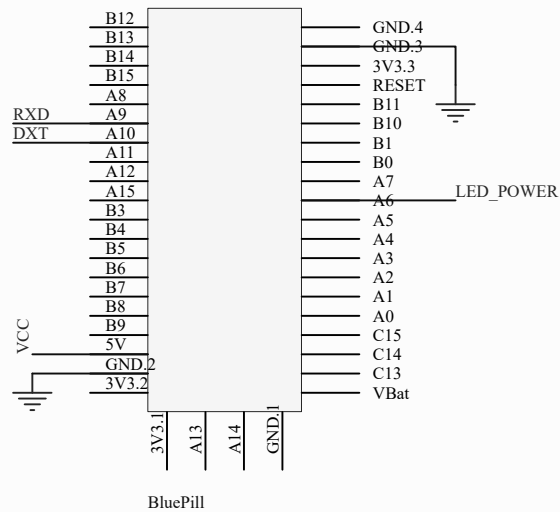 B12
B13
B14
B15
A8
RXD A9
DXT A10
A11
A12
A15
B3
B4
B5
B6
B7
B8
B9
VCC 5V
GND.2
3V3.2
GND.4
GND.3
3V3.3
RESET
B11
B10
B1
B0
A7
A6 LED_POWER
A5
A4
A3
A2
A1
A0
C15
C14
C13
VBat
3V3.1
A13
A14
GND.1
BluePill